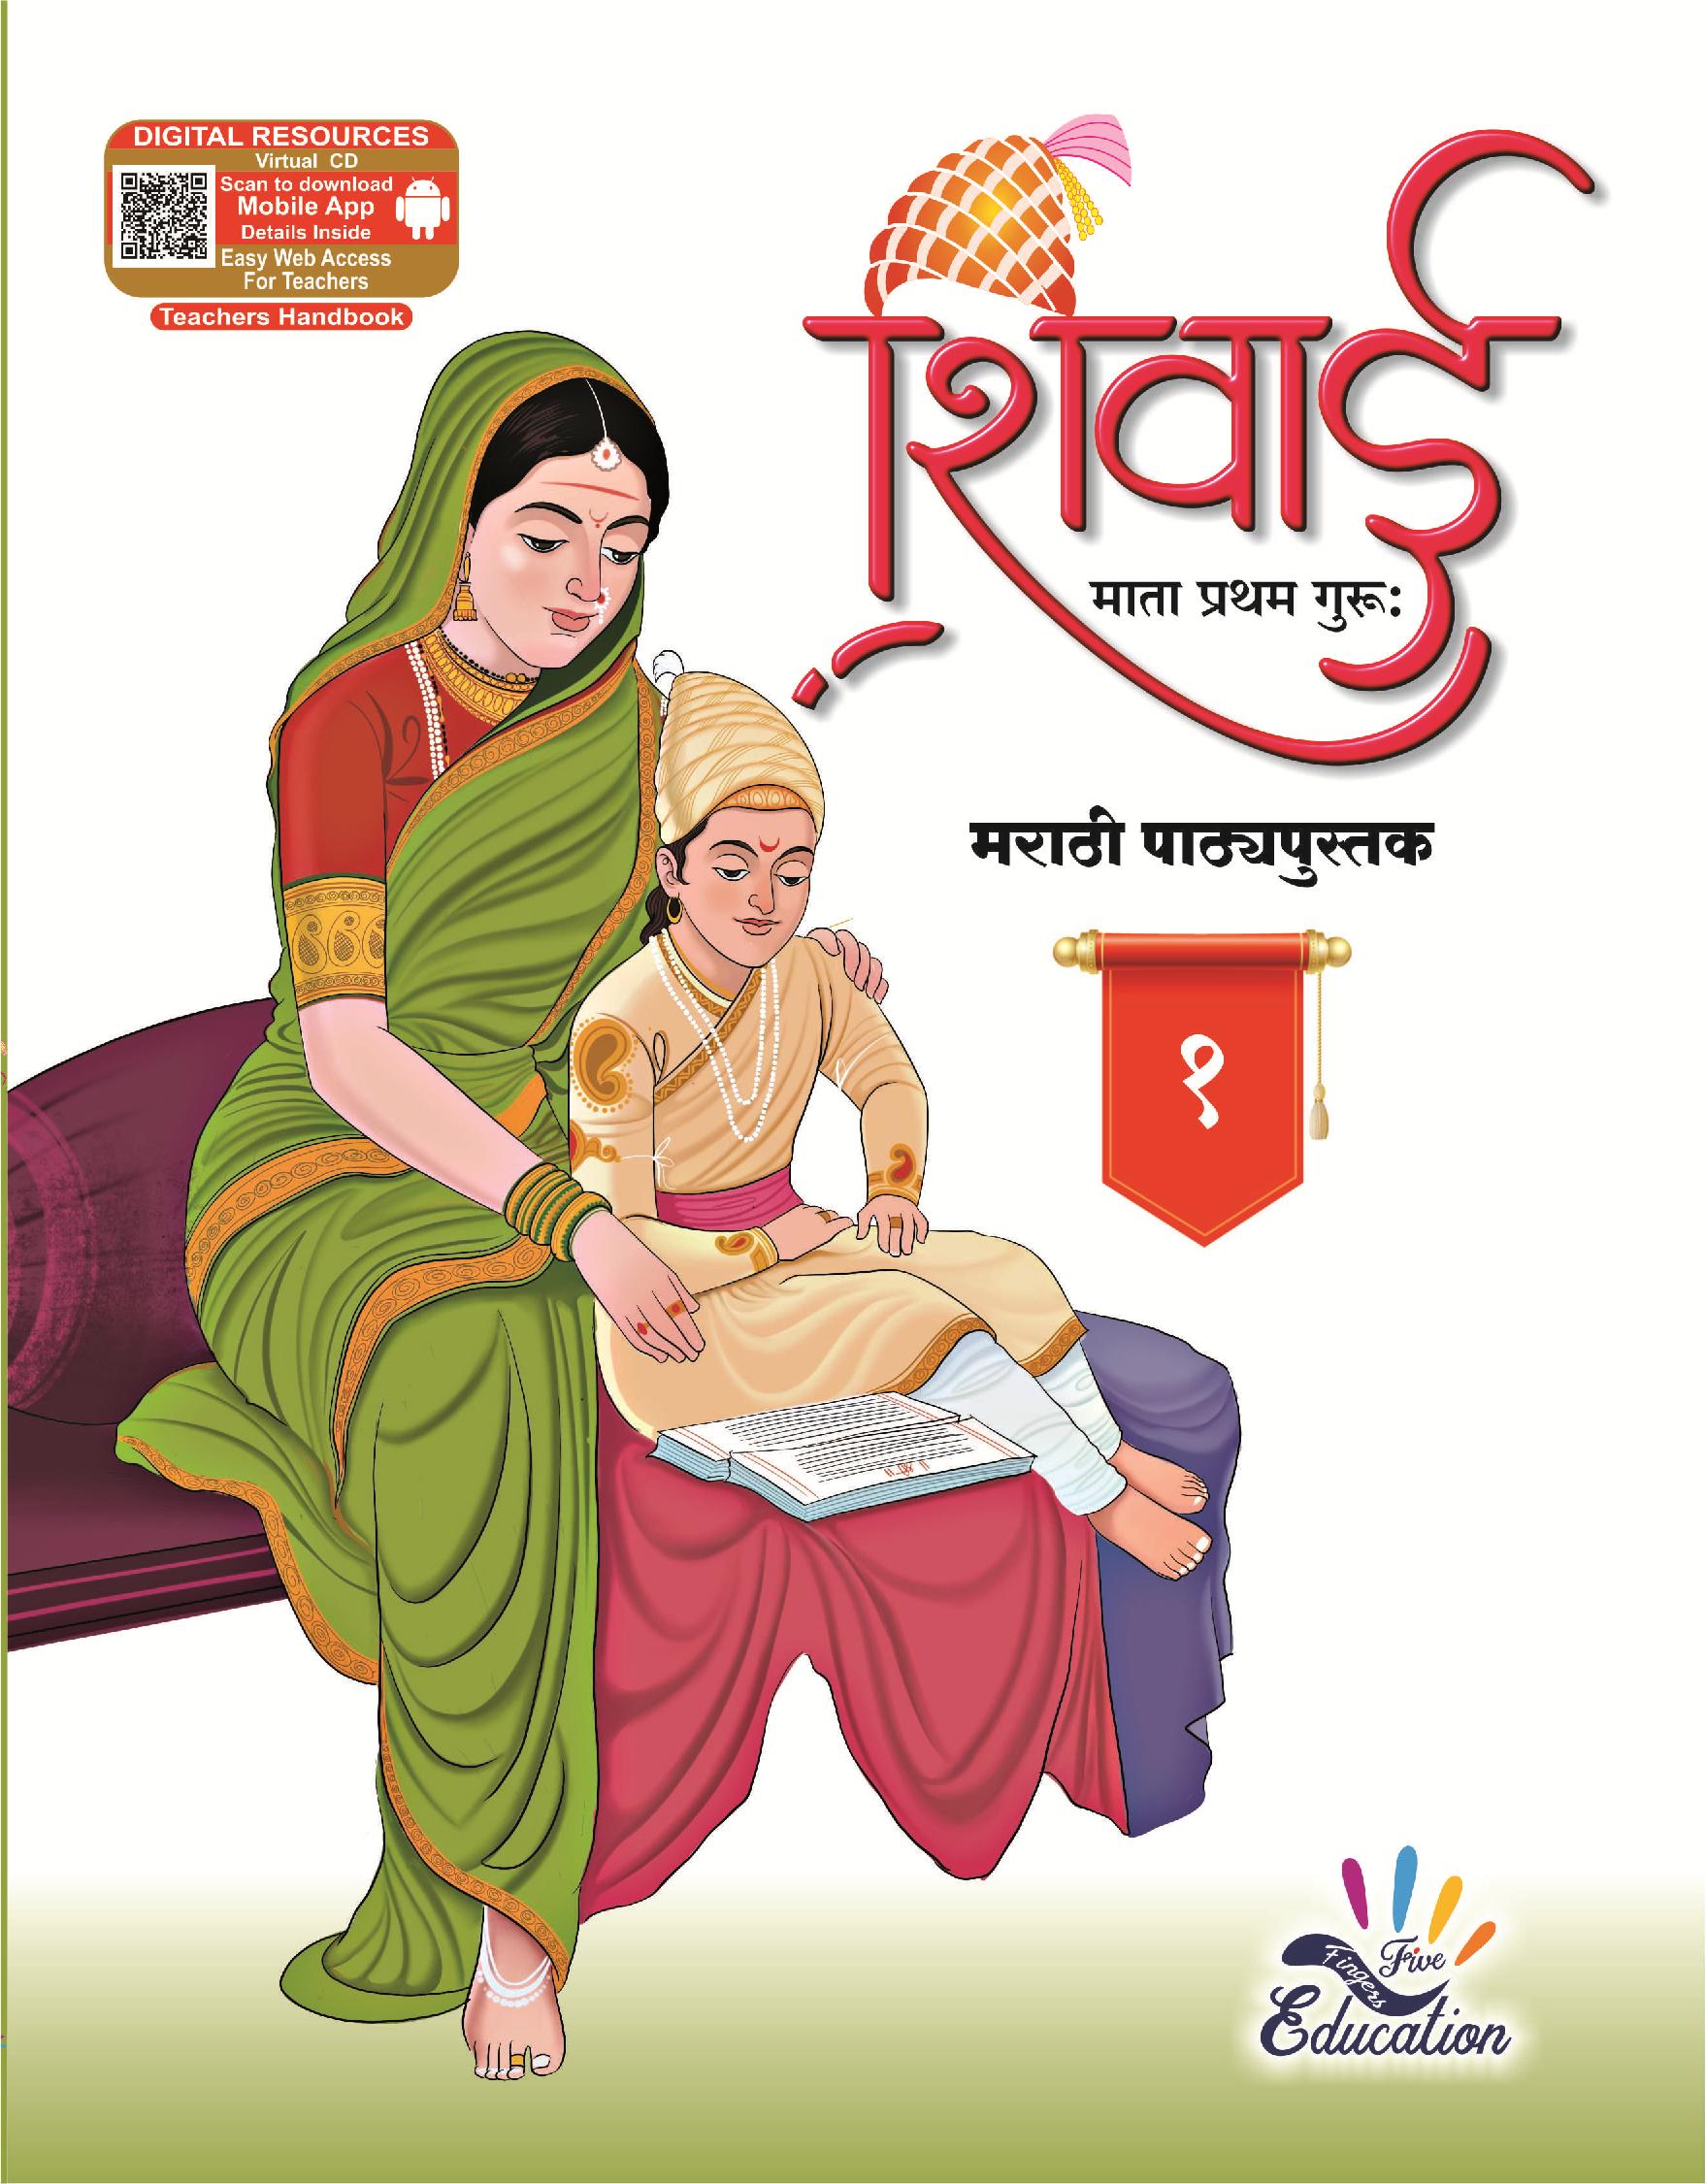 DIGITAL RESOURCES
Virtual CD
Scan to download
Mobile App
Details Inside
Easy Web Access
For Teachers
Teachers Handbook
शिवाई
माता प्रथम गुरू:
मराठी पाठ्यपुस्तक
१
Five
Fingers
Education